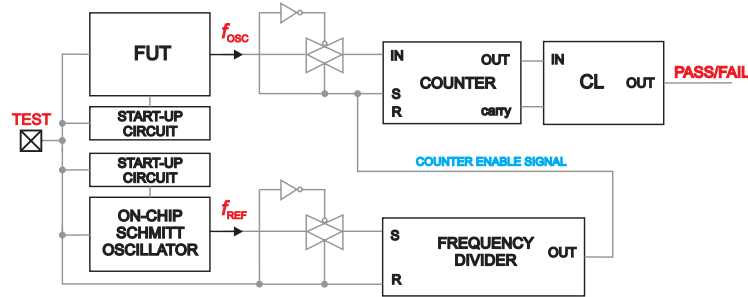 FUT
fOSC
IN
OUT
COUNTER
S
R
carry
IN
CL
OUT
PASS/FAIL
START-UP
CIRCUIT
TEST
START-UP
CIRCUIT
COUNTER ENABLE SIGNAL
ON-CHIP
SCHMITT
OSCILLATOR
fREF
S
FREQUENCY
DIVIDER
OUT
R